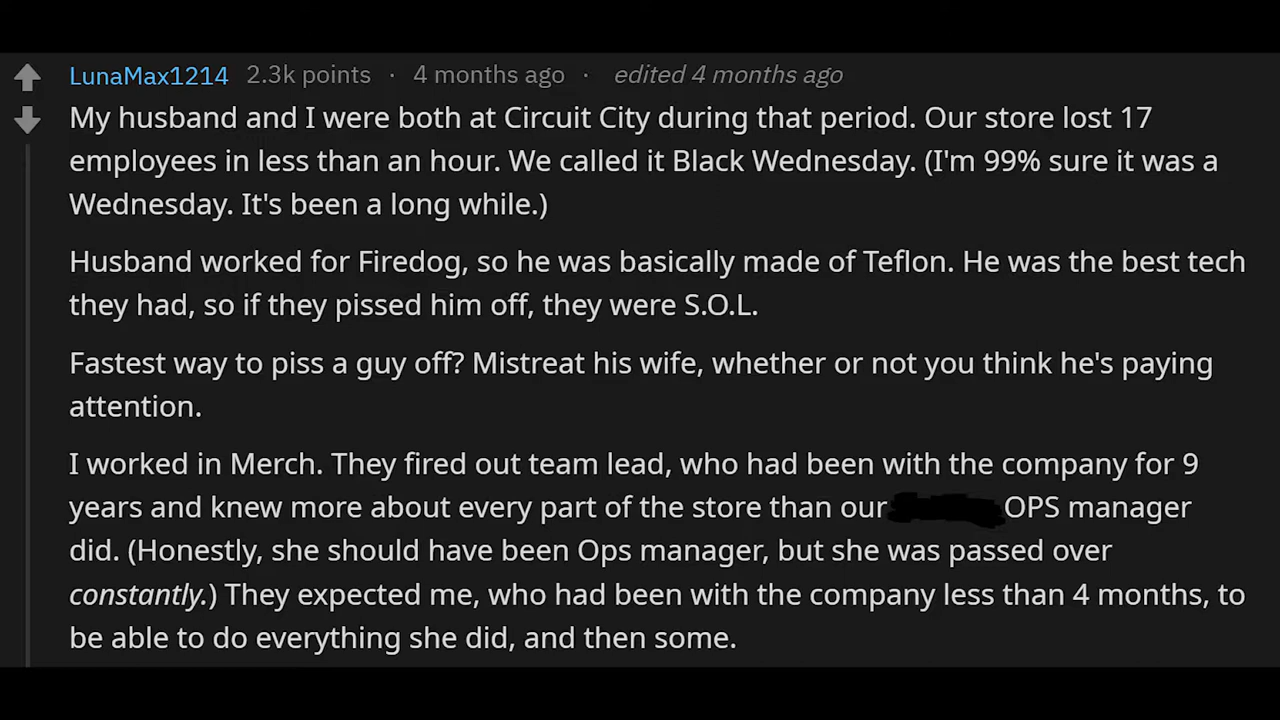 LunaMax1214 2.3k points · 4 months ago · edited 4 months ago
My husband and I were both at Circuit City during that period. Our store lost 17
employees in less than an hour. We called it Black Wednesday. (I'm 99% sure it was a
Wednesday. It's been a long while.)
Husband worked for Firedog, so he was basically made of Teflon. He was the best tech
they had, so if they pissed him off, they were S.O.L.
Fastest way to piss a guy off? Mistreat his wife, whether or not you think he's paying
attention.
I worked in Merch. They fired out team lead, who had been with the company for 9
years and knew more about every part of the store than our OPS manager
did. (Honestly, she should have been Ops manager, but she was passed over
constantly.) They expected me, who had been with the company less than 4 months, to
be able to do everything she did, and then some.